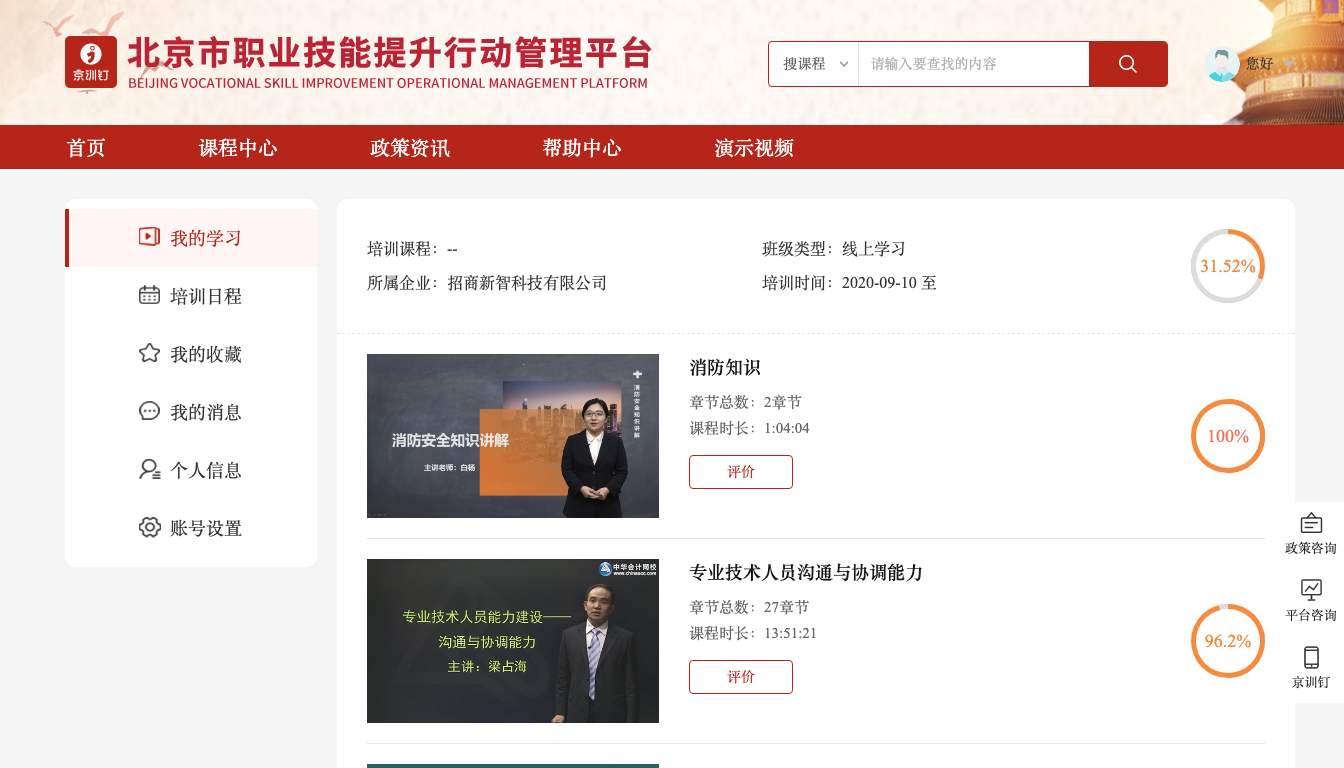 京训钉
北京市职业技能提升行动管理平台
BEIJING VOCATIONAL SKILL IMPROVEMENT OPERATIONAL MANAGEMENT PLATFORM
搜课程
请输入要查找的内容
您好
首页
课程中心
政策资讯
帮助中心
演示视频
我的学习
培训日程
我的收藏
我的消息
个人信息
账号设置
培训课程：--
班级类型：线上学习
所属企业：招商新智科技有限公司
培训时间：2020-09-10 至
31.52%
消防安全知识讲解
消防安全知识讲解
主讲老师：白杨
消防知识
章节总数：2章节
课程时长：1:04:04
评价
100%
中华会计网校
www.chinaacc.com
专业技术人员能力建设——
沟通与协调能力
主讲：梁占海
专业技术人员沟通与协调能力
章节总数：27章节
课程时长：13:51:21
评价
96.2%
政策咨询
平台咨询
京训钉